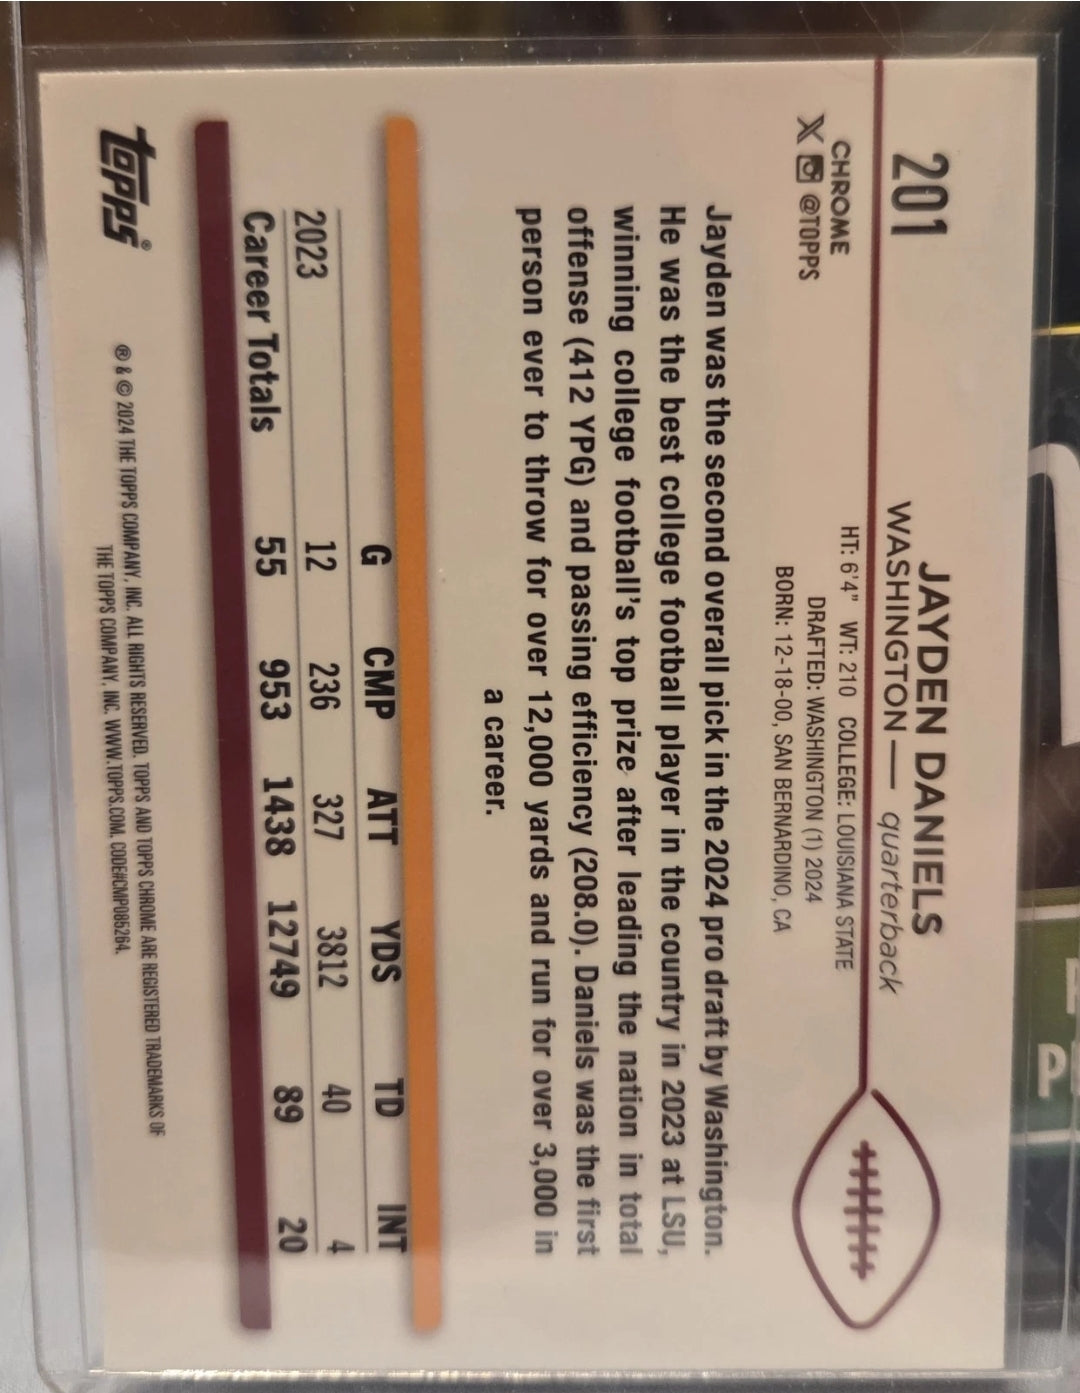 201
JAYDEN DANIELS
WASHINGTON — quarterback
CHROME
X @TOPPS
HT: 6'4" WT: 210 COLLEGE: LOUISIANA STATE
DRAFTED: WASHINGTON (1) 2024
BORN: 12-18-00, SAN BERNARDINO, CA
Jayden was the second overall pick in the 2024 pro draft by Washington.
He was the best college football player in the country in 2023 at LSU,
winning college football's top prize after leading the nation in total
offense (412 YPG) and passing efficiency (208.0). Daniels was the first
person ever to throw for over 12,000 yards and run for over 3,000 in
a career.
G CMP ATT YDS TD INT
2023 12 236 327 3812 40 4
Career Totals 55 953 1438 12749 89 20
topps®
® & © 2024 THE TOPPS COMPANY, INC. ALL RIGHTS RESERVED. TOPPS AND TOPPS CHROME ARE REGISTERED TRADEMARKS OF
THE TOPPS COMPANY, INC. WWW.TOPPS.COM. CODE#CMP085264.